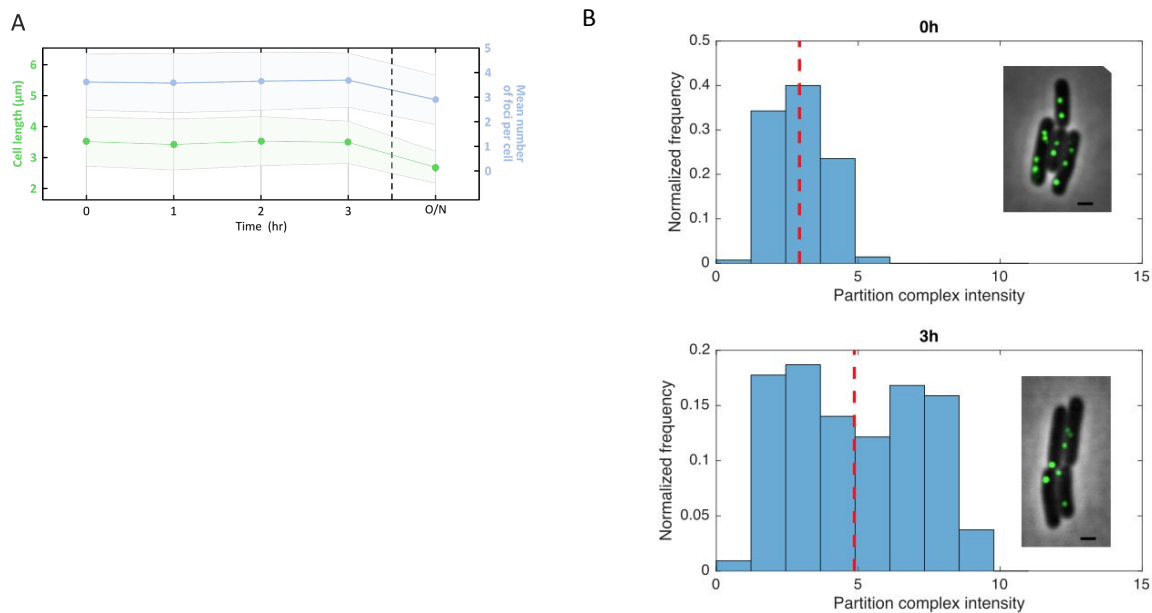 A
Cell length (μm)
6
5
4
3
2
5
4
3
2
1
0
Mean number
of foci per cell
0
1
2
3
O/N
Time (hr)
B
0h
Normalized frequency
0.5
0.4
0.3
0.2
0.1
0
0
5
10
15
Partition complex intensity
3h
Normalized frequency
0.2
0.15
0.1
0.05
0
0
5
10
15
Partition complex intensity